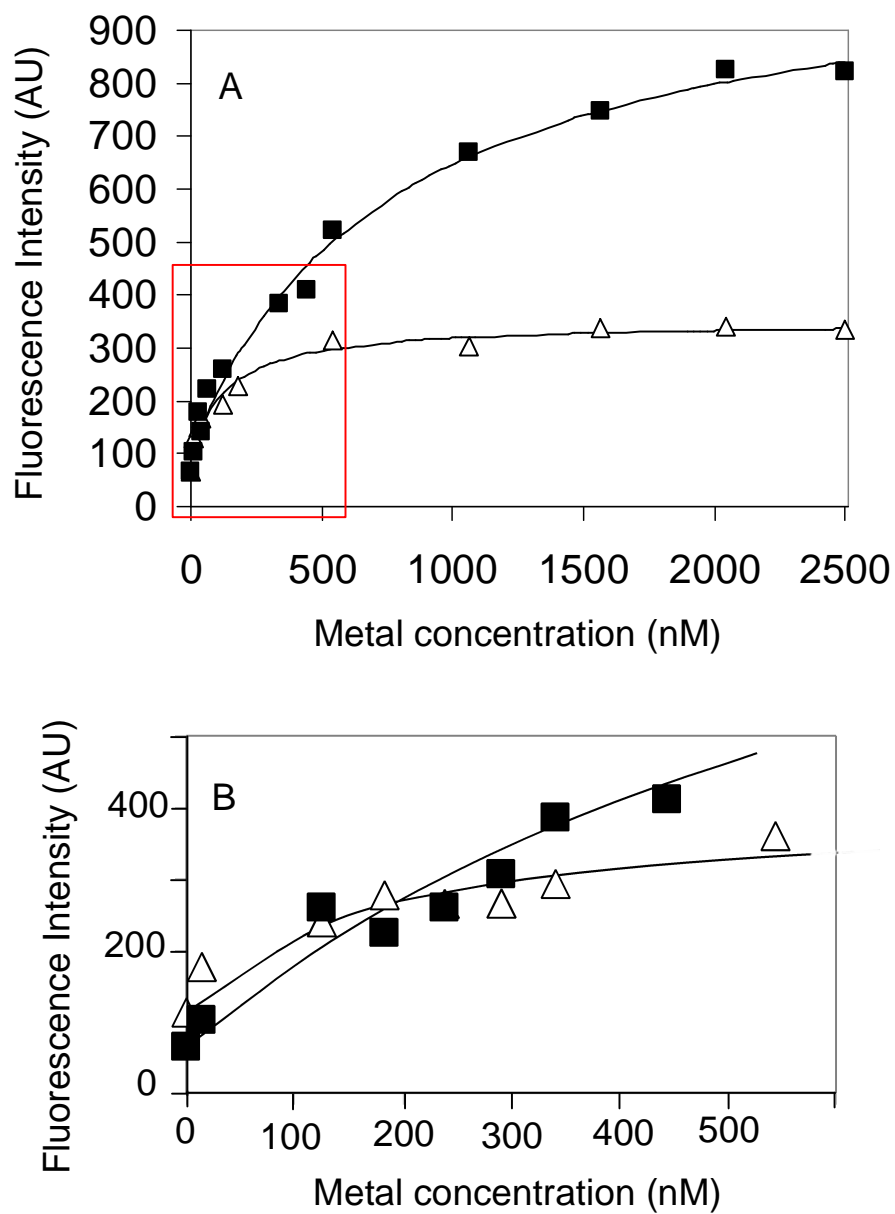 A
Fluorescence Intensity (AU)
900
800
700
600
500
400
300
200
100
0
0 500 1000 1500 2000 2500
Metal concentration (nM)
B
Fluorescence Intensity (AU)
400
200
0
0 100 200 300 400 500
Metal concentration (nM)